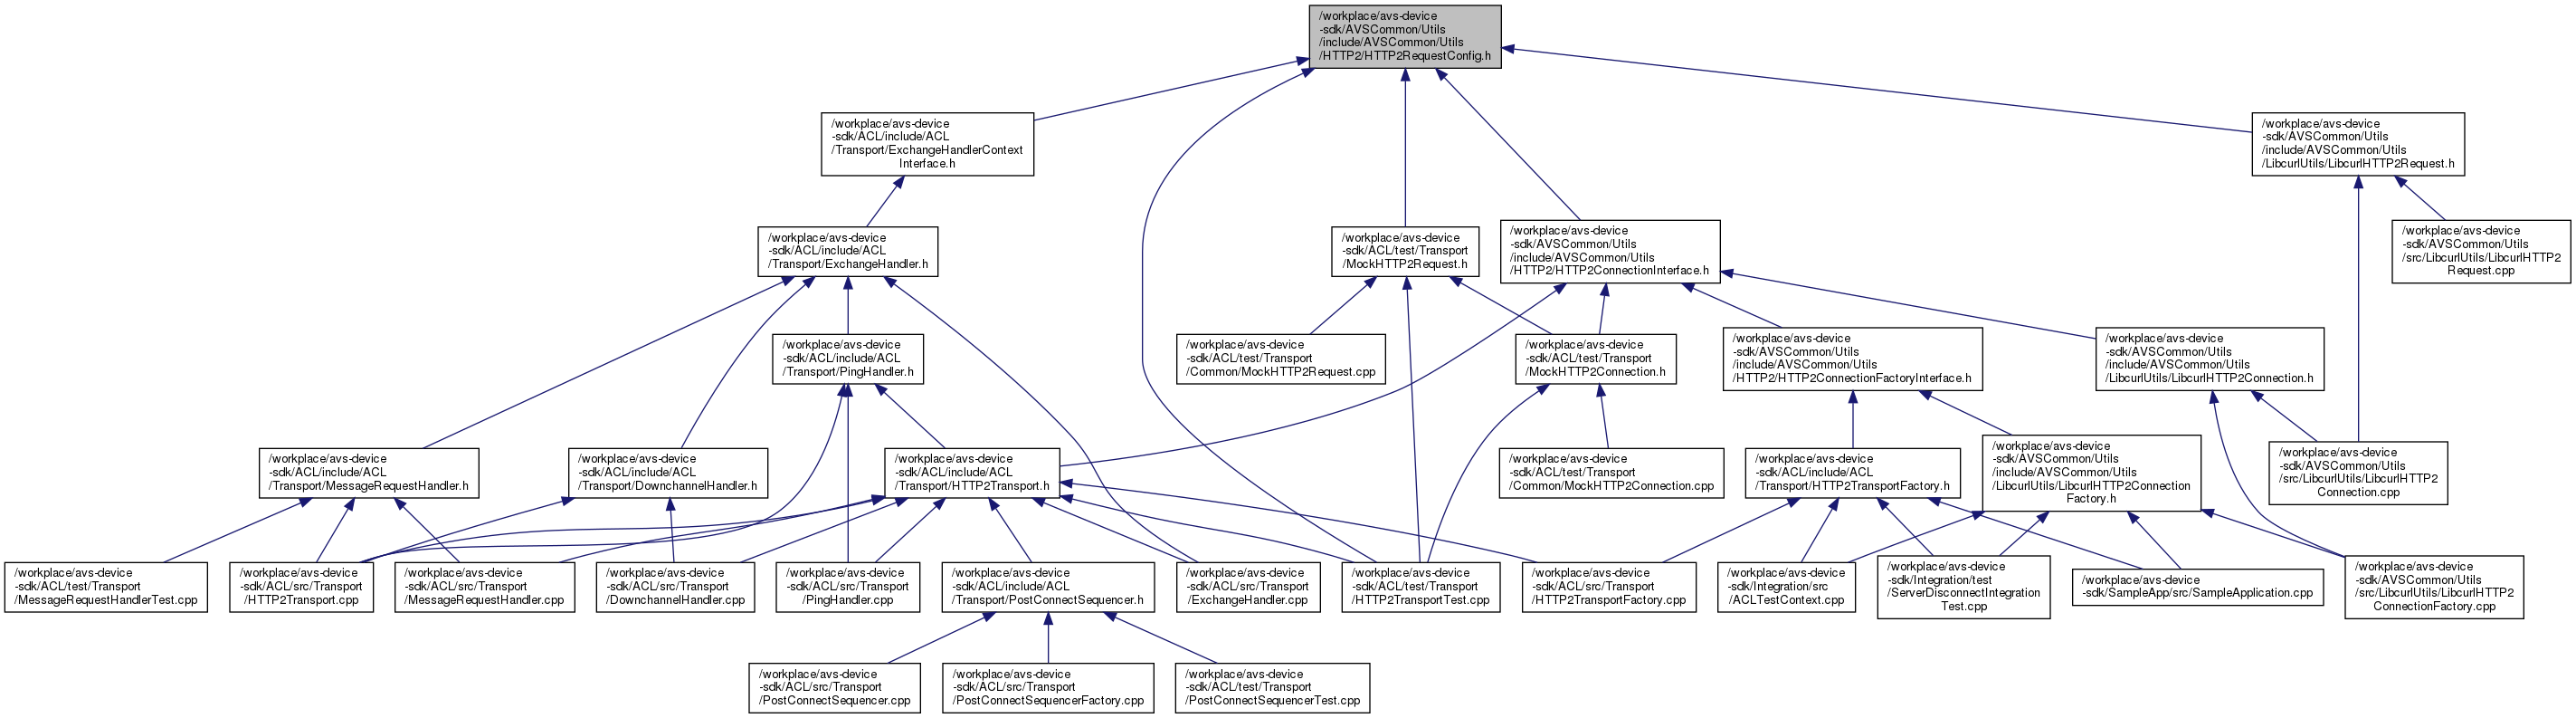 /workplace/avs-device
-sdk/AVSCommon/Utils
/include/AVSCommon/Utils
/HTTP2/HTTP2RequestConfig.h
/workplace/avs-device
-sdk/ACL/include/ACL
/Transport/ExchangeHandlerContext
Interface.h
/workplace/avs-device
-sdk/AVSCommon/Utils
/include/AVSCommon/Utils
/LibcurlUtils/LibcurlHTTP2Request.h
/workplace/avs-device
-sdk/ACL/include/ACL
/Transport/ExchangeHandler.h
/workplace/avs-device
-sdk/ACL/test/Transport
/MockHTTP2Request.h
/workplace/avs-device
-sdk/AVSCommon/Utils
/include/AVSCommon/Utils
/HTTP2/HTTP2ConnectionInterface.h
/workplace/avs-device
-sdk/AVSCommon/Utils
/src/LibcurlUtils/LibcurlHTTP2
Request.cpp
/workplace/avs-device
-sdk/ACL/include/ACL
/Transport/PingHandler.h
/workplace/avs-device
-sdk/ACL/test/Transport
/Common/MockHTTP2Request.cpp
/workplace/avs-device
-sdk/ACL/test/Transport
/MockHTTP2Connection.h
/workplace/avs-device
-sdk/AVSCommon/Utils
/include/AVSCommon/Utils
/HTTP2/HTTP2ConnectionFactoryInterface.h
/workplace/avs-device
-sdk/AVSCommon/Utils
/include/AVSCommon/Utils
/LibcurlUtils/LibcurlHTTP2Connection.h
/workplace/avs-device
-sdk/ACL/include/ACL
/Transport/MessageRequestHandler.h
/workplace/avs-device
-sdk/ACL/include/ACL
/Transport/DownchannelHandler.h
/workplace/avs-device
-sdk/ACL/include/ACL
/Transport/HTTP2Transport.h
/workplace/avs-device
-sdk/ACL/test/Transport
/Common/MockHTTP2Connection.cpp
/workplace/avs-device
-sdk/ACL/include/ACL
/Transport/HTTP2TransportFactory.h
/workplace/avs-device
-sdk/AVSCommon/Utils
/include/AVSCommon/Utils
/LibcurlUtils/LibcurlHTTP2Connection
Factory.h
/workplace/avs-device
-sdk/AVSCommon/Utils
/src/LibcurlUtils/LibcurlHTTP2
Connection.cpp
/workplace/avs-device
-sdk/ACL/test/Transport
/MessageRequestHandlerTest.cpp
/workplace/avs-device
-sdk/ACL/src/Transport
/HTTP2Transport.cpp
/workplace/avs-device
-sdk/ACL/src/Transport
/MessageRequestHandler.cpp
/workplace/avs-device
-sdk/ACL/src/Transport
/DownchannelHandler.cpp
/workplace/avs-device
-sdk/ACL/src/Transport
/PingHandler.cpp
/workplace/avs-device
-sdk/ACL/include/ACL
/Transport/PostConnectSequencer.h
/workplace/avs-device
-sdk/ACL/src/Transport
/ExchangeHandler.cpp
/workplace/avs-device
-sdk/ACL/test/Transport
/HTTP2TransportTest.cpp
/workplace/avs-device
-sdk/ACL/src/Transport
/HTTP2TransportFactory.cpp
/workplace/avs-device
-sdk/Integration/src
/ACLTestContext.cpp
/workplace/avs-device
-sdk/Integration/test
/ServerDisconnectIntegration
Test.cpp
/workplace/avs-device
-sdk/SampleApp/src/SampleApplication.cpp
/workplace/avs-device
-sdk/AVSCommon/Utils
/src/LibcurlUtils/LibcurlHTTP2
ConnectionFactory.cpp
/workplace/avs-device
-sdk/ACL/src/Transport
/PostConnectSequencer.cpp
/workplace/avs-device
-sdk/ACL/src/Transport
/PostConnectSequencerFactory.cpp
/workplace/avs-device
-sdk/ACL/test/Transport
/PostConnectSequencerTest.cpp